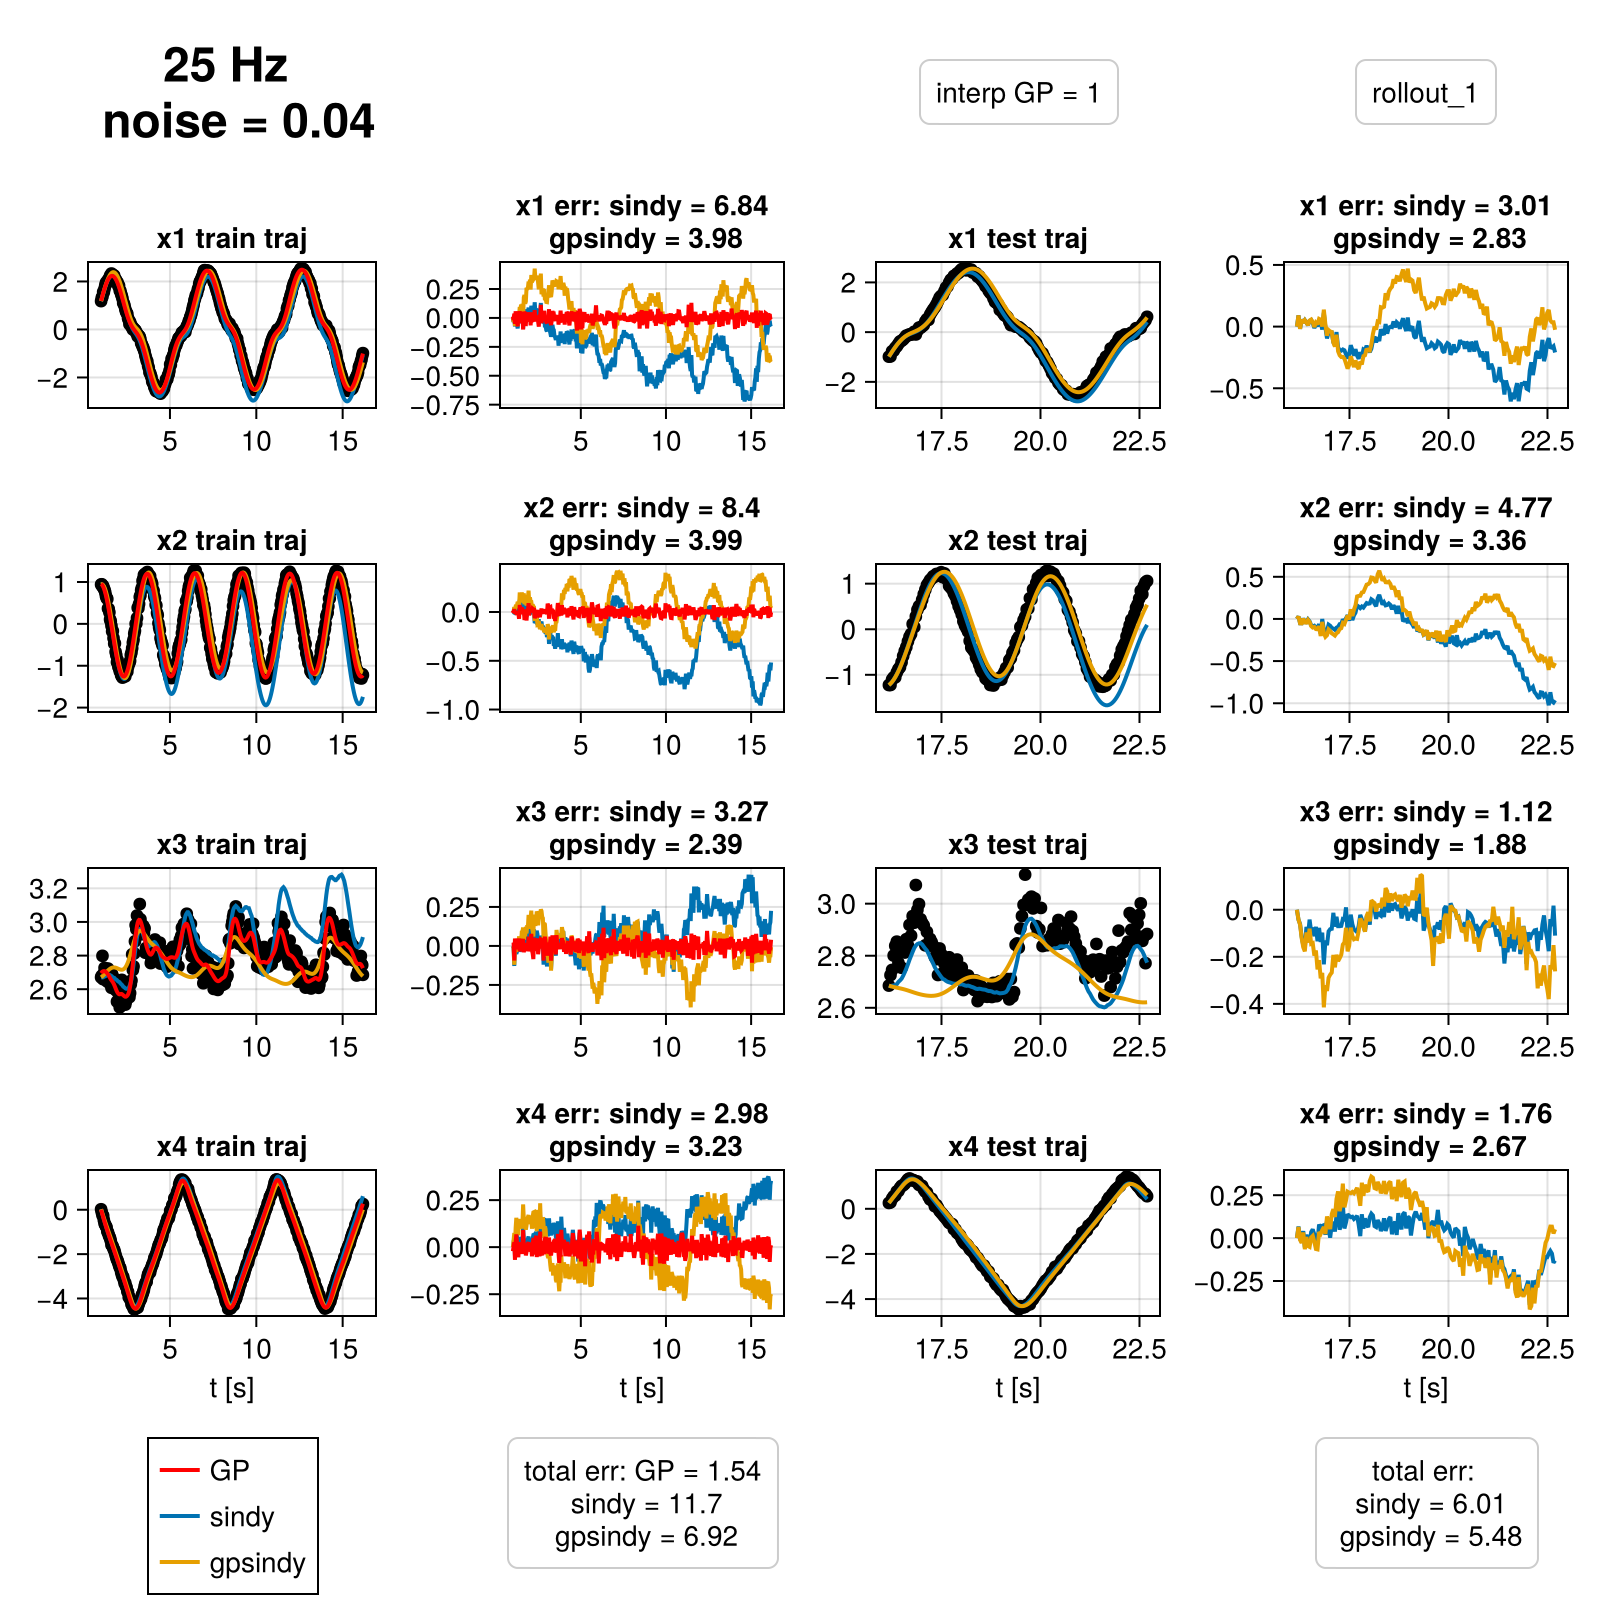 25 Hz
noise = 0.04
interp GP = 1
rollout_1
x1 train traj
2
0
−2
5
10
15
x1 err: sindy = 6.84
gpsindy = 3.98
0.25
0.00
−0.25
−0.50
−0.75
5
10
15
x1 test traj
2
0
−2
17.5
20.0
22.5
x1 err: sindy = 3.01
gpsindy = 2.83
0.5
0.0
−0.5
17.5
20.0
22.5
x2 train traj
1
0
−1
−2
5
10
15
x2 err: sindy = 8.4
gpsindy = 3.99
0.0
−0.5
−1.0
5
10
15
x2 test traj
1
0
−1
17.5
20.0
22.5
x2 err: sindy = 4.77
gpsindy = 3.36
0.5
0.0
−0.5
−1.0
17.5
20.0
22.5
x3 train traj
3.2
3.0
2.8
2.6
5
10
15
x3 err: sindy = 3.27
gpsindy = 2.39
0.25
0.00
−0.25
5
10
15
x3 test traj
3.0
2.8
2.6
17.5
20.0
22.5
x3 err: sindy = 1.12
gpsindy = 1.88
0.0
−0.2
−0.4
17.5
20.0
22.5
x4 train traj
0
−2
−4
5
10
15
t [s]
x4 err: sindy = 2.98
gpsindy = 3.23
0.25
0.00
−0.25
5
10
15
t [s]
x4 test traj
0
−2
−4
17.5
20.0
22.5
t [s]
x4 err: sindy = 1.76
gpsindy = 2.67
0.25
0.00
−0.25
17.5
20.0
22.5
t [s]
GP
sindy
gpsindy
total err: GP = 1.54
sindy = 11.7
gpsindy = 6.92
total err:
sindy = 6.01
gpsindy = 5.48